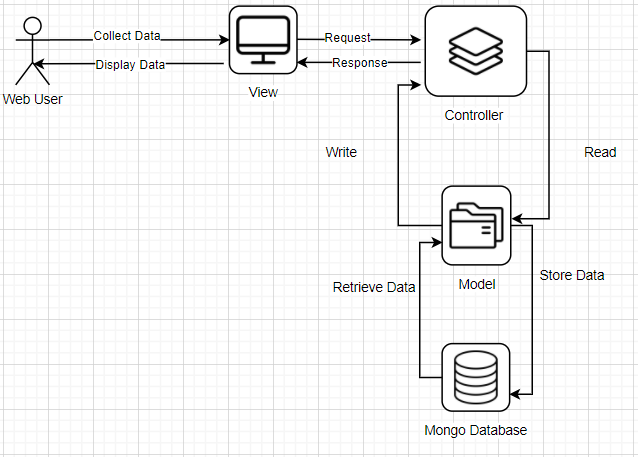 Collect Data
Request
Display Data
Response
Web User
View
Controller
Write
Read
Retrieve Data
Model
Store Data
Mongo Database